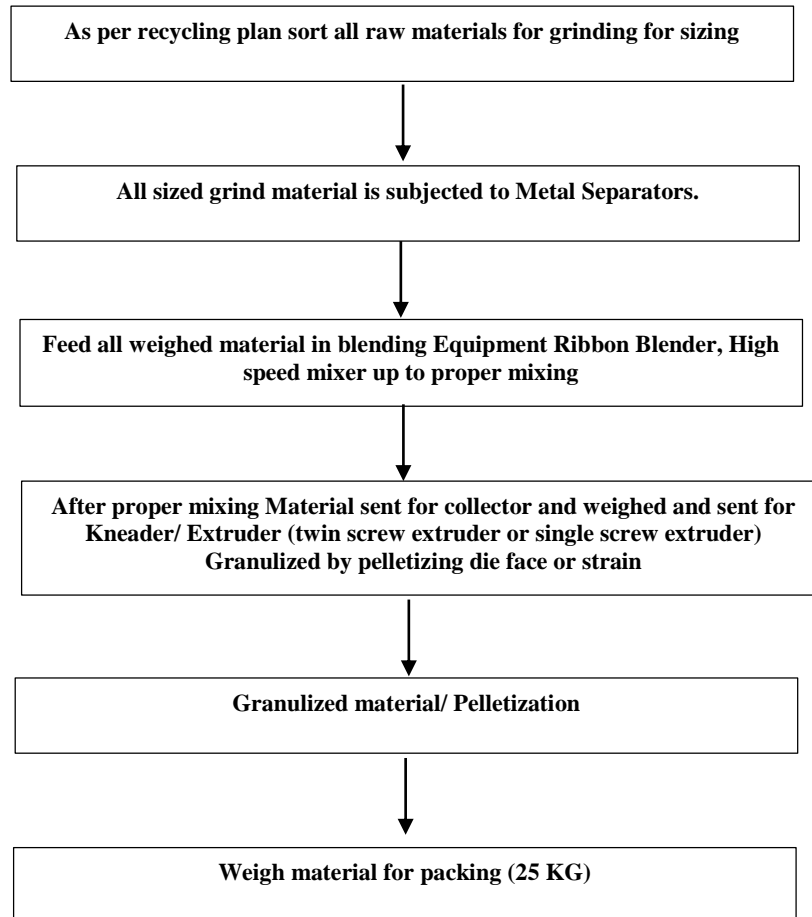 As per recycling plan sort all raw materials for grinding for sizing
All sized grind material is subjected to Metal Separators.
Feed all weighed material in blending Equipment Ribbon Blender, High
speed mixer up to proper mixing
After proper mixing Material sent for collector and weighed and sent for
Kneader/ Extruder (twin screw extruder or single screw extruder)
Granulized by pelletizing die face or strain
Granulized material/ Pelletization
Weigh material for packing (25 KG)